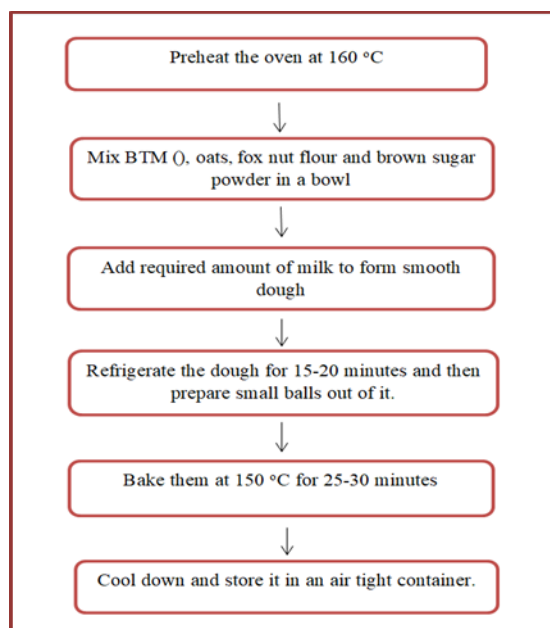 Preheat the oven at 160 °C
Mix BTM (), oats, fox nut flour and brown sugar
powder in a bowl
Add required amount of milk to form smooth
dough
Refrigerate the dough for 15-20 minutes and then
prepare small balls out of it.
Bake them at 150 °C for 25-30 minutes
Cool down and store it in an air tight container.